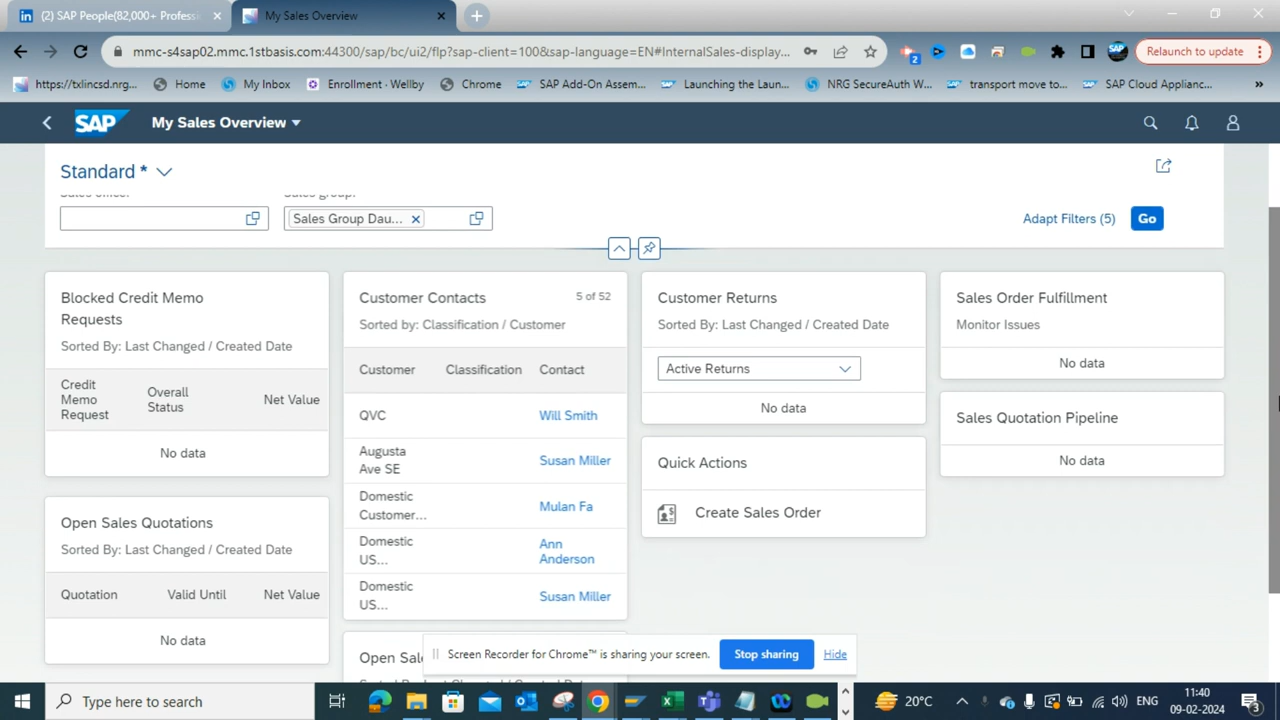 (2) SAP People(82,000+ Professi
My Sales Overview
mmc-s4sap02.mmc.1stbasis.com:44300/sap/bc/ui2/flp?sap-client=100&sap-language=EN#InternalSales-display...
2
Relaunch to update
https://txlincsd.nrg...
Home
My Inbox
Enrollment - Wellby
Chrome
SAP Add-On Assem...
Launching the Laun...
NRG SecureAuth W...
transport move to...
SAP Cloud Applianc...
»
SAP
My Sales Overview
Standard *
Sales office:
Sales group:
Sales Group Dau...
Adapt Filters (5)
Go
Blocked Credit Memo
Requests
Sorted By: Last Changed / Created Date
Credit
Memo
Request
Overall
Status
Net Value
No data
Open Sales Quotations
Sorted By: Last Changed / Created Date
Quotation
Valid Until
Net Value
No data
Customer Contacts
5 of 52
Sorted by: Classification / Customer
Customer
Classification
Contact
QVC
Will Smith
Augusta
Ave SE
Susan Miller
Domestic
Customer...
Mulan Fa
Domestic
US...
Ann
Anderson
Domestic
US...
Susan Miller
Open Sal
Customer Returns
Sorted By: Last Changed / Created Date
Active Returns
No data
Quick Actions
Create Sales Order
Sales Order Fulfillment
Monitor Issues
No data
Sales Quotation Pipeline
No data
Screen Recorder for Chrome™ is sharing your screen.
Stop sharing
Hide
Type here to search
20°C
ENG
11:40
09-02-2024
3